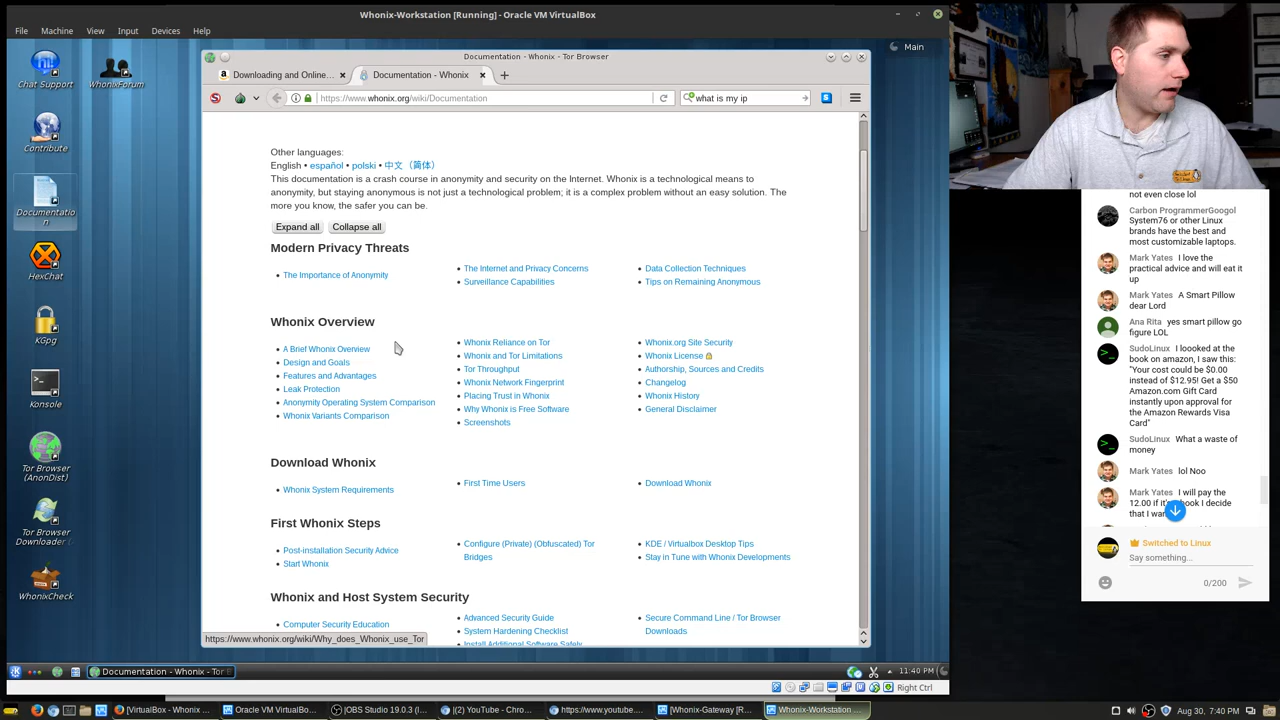 Whonix-Workstation [Running] - Oracle VM VirtualBox
File Machine View Input Devices Help
Main
Chat Support
WhonixForum
Contribute
Documentatio
n
HexChat
KGpg
Konsole
Tor Browser
(AnonDist)
Tor Browser
Downloader
WhonixCheck
Documentation - Whonix - Tor Browser
Downloading and Online...
Documentation - Whonix
https://www.whonix.org/wiki/Documentation
what is my ip
Other languages:
English • español • polski • 中文（简体）
This documentation is a crash course in anonymity and security on the Internet. Whonix is a technological means to
anonymity, but staying anonymous is not just a technological problem; it is a complex problem without an easy solution. The
more you know, the safer you can be.
Expand all Collapse all
Modern Privacy Threats
The Importance of Anonymity
The Internet and Privacy Concerns
Surveillance Capabilities
Data Collection Techniques
Tips on Remaining Anonymous
Whonix Overview
A Brief Whonix Overview
Design and Goals
Features and Advantages
Leak Protection
Anonymity Operating System Comparison
Whonix Variants Comparison
Whonix Reliance on Tor
Whonix and Tor Limitations
Tor Throughput
Whonix Network Fingerprint
Placing Trust in Whonix
Why Whonix is Free Software
Screenshots
Whonix.org Site Security
Whonix License
Authorship, Sources and Credits
Changelog
Whonix History
General Disclaimer
Download Whonix
Whonix System Requirements
First Time Users
Download Whonix
First Whonix Steps
Post-installation Security Advice
Start Whonix
Configure (Private) (Obfuscated) Tor
Bridges
KDE / Virtualbox Desktop Tips
Stay in Tune with Whonix Developments
Whonix and Host System Security
Computer Security Education
Advanced Security Guide
System Hardening Checklist
Install Additional Software Safely
Secure Command Line / Tor Browser
Downloads
https://www.whonix.org/wiki/Why_does_Whonix_use_Tor
Documentation - Whonix - Tor B
11:40 PM
Right Ctrl
not even close lol
Carbon ProgrammerGoogol
System76 or other Linux
brands have the best and
most customizable laptops.
Mark Yates I love the
practical advice and will eat it
up
Mark Yates A Smart Pillow
dear Lord
Ana Rita yes smart pillow go
figure LOL
SudoLinux I loooked at the
book on amazon, I saw this:
"Your cost could be $0.00
instead of $12.95! Get a $50
Amazon.com Gift Card
instantly upon approval for
the Amazon Rewards Visa
Card"
SudoLinux What a waste of
money
Mark Yates lol Noo
Mark Yates I will pay the
12.00 if it's
that I
Switched to Linux
Say something...
0/200
[VirtualBox - Whonix ...
Oracle VM VirtualBo...
jOBS Studio 19.0.3 (l...
(2) YouTube - Chro...
https://www.youtube....
[Whonix-Gateway [R...
Whonix-Workstation ...
Aug 30, 7:40 PM